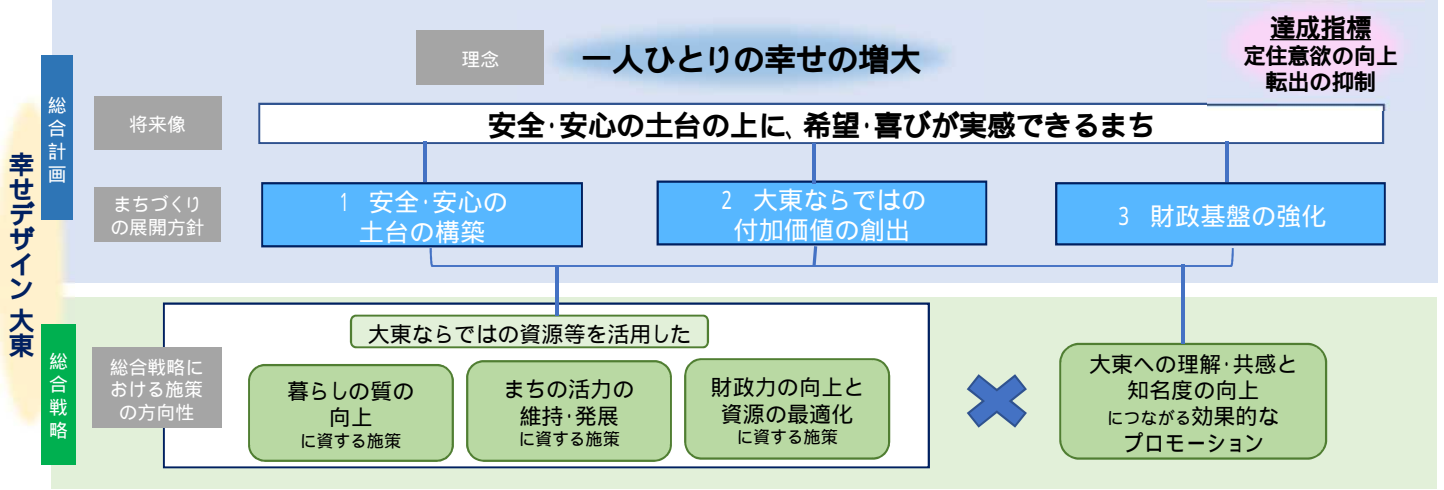 幸せデザイン 大東
総合計画
理念
一人ひとりの幸せの増大
達成指標
定住意欲の向上
転出の抑制
将来像
安全･安心の土台の上に、希望･喜びが実感できるまち
まちづくり
の展開方針
1 安全･安心の
土台の構築
2 大東ならではの
付加価値の創出
3 財政基盤の強化
総合戦略
総合戦略に
おける施策
の方向性
大東ならではの資源等を活用した
暮らしの質の
向上
に資する施策
まちの活力の
維持･発展
に資する施策
財政力の向上と
資源の最適化
に資する施策
大東への理解･共感と
知名度の向上
につながる効果的な
プロモーション